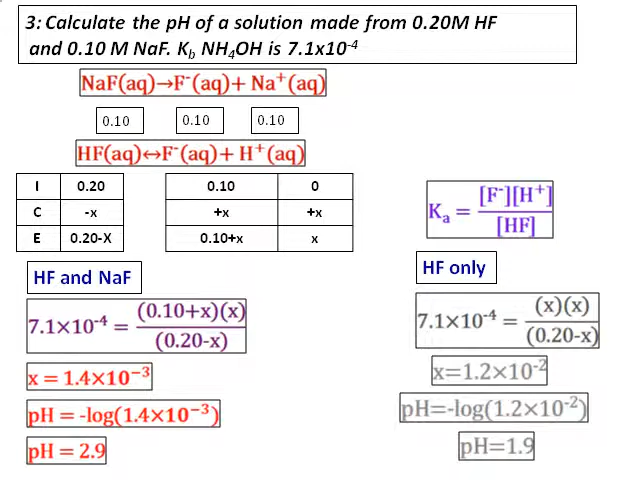 3: Calculate the pH of a solution made from 0.20M HF
and 0.10 M NaF. K_b NH₄OH is 7.1x10⁻⁴
NaF(aq)→F⁻(aq)+ Na⁺(aq)
0.10 0.10 0.10
HF(aq)↔F⁻(aq)+ H⁺(aq)
I 0.20 0.10 0
C -x +x +x
E 0.20-X 0.10+x x
K_a = [F⁻][H⁺] / [HF]
HF and NaF
7.1×10⁻⁴ = (0.10+x)(x) / (0.20-x)
x = 1.4×10⁻³
pH = -log(1.4×10⁻³)
pH = 2.9
HF only
7.1×10⁻⁴ = (x)(x) / (0.20-x)
x=1.2×10⁻²
pH=-log(1.2×10⁻²)
pH=1.9